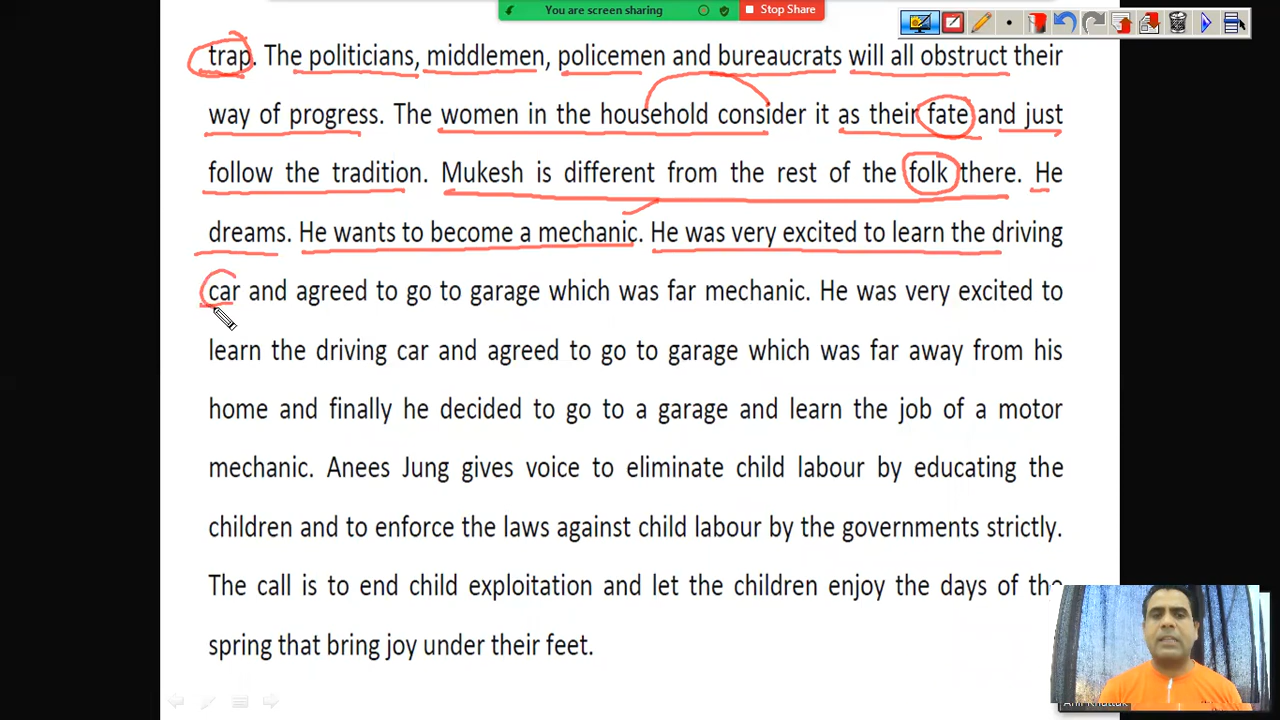 You are screen sharing
Stop Share
trap. The politicians, middlemen, policemen and bureaucrats will all obstruct their
way of progress. The women in the household consider it as their fate and just
follow the tradition. Mukesh is different from the rest of the folk there. He
dreams. He wants to become a mechanic. He was very excited to learn the driving
car and agreed to go to garage which was far mechanic. He was very excited to
learn the driving car and agreed to go to garage which was far away from his
home and finally he decided to go to a garage and learn the job of a motor
mechanic. Anees Jung gives voice to eliminate child labour by educating the
children and to enforce the laws against child labour by the governments strictly.
The call is to end child exploitation and let the children enjoy the days of the
spring that bring joy under their feet.